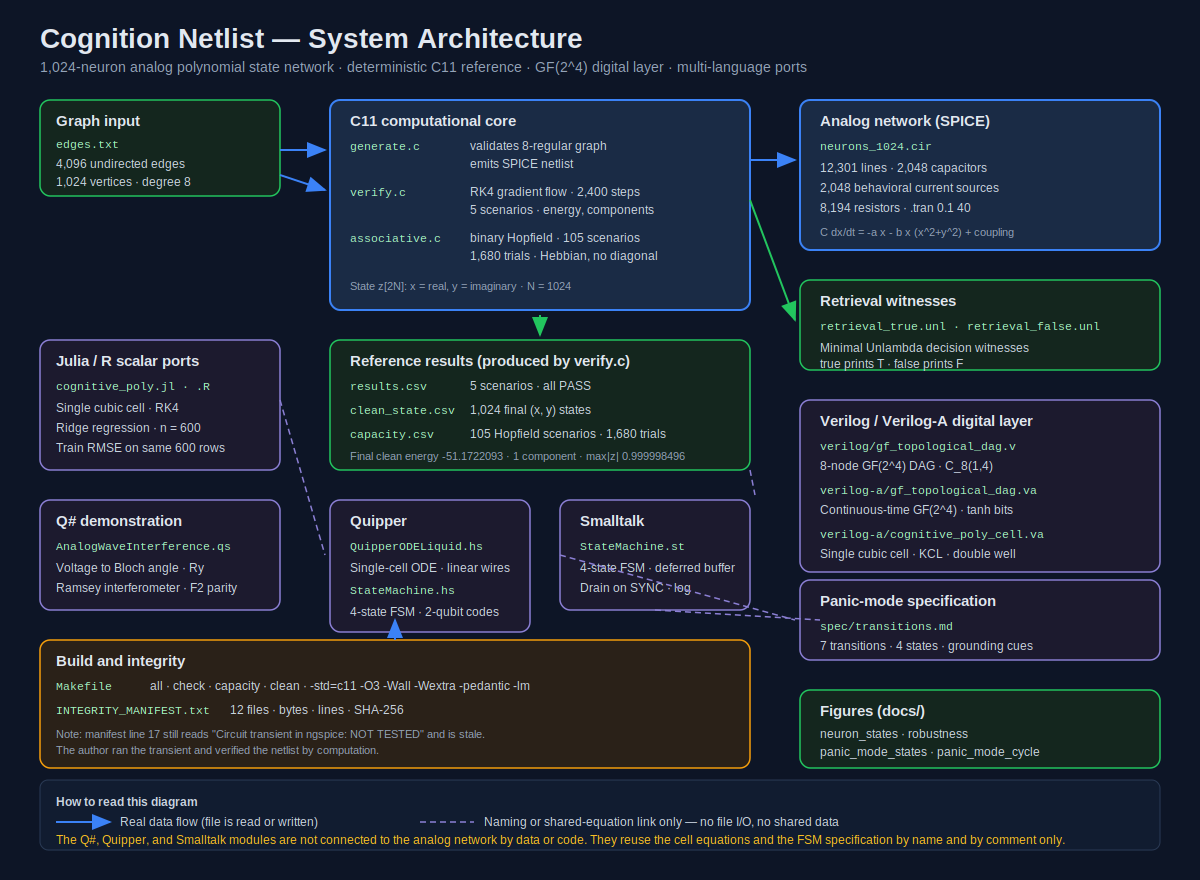 Cognition Netlist — System Architecture
1,024-neuron analog polynomial state network · deterministic C11 reference · GF(2^4) digital layer · multi-language ports
Graph input
edges.txt
4,096 undirected edges
1,024 vertices · degree 8
C11 computational core
generate.c validates 8-regular graph
emits SPICE netlist
verify.c RK4 gradient flow · 2,400 steps
5 scenarios · energy, components
associative.c binary Hopfield · 105 scenarios
1,680 trials · Hebbian, no diagonal
State z[2N]: x = real, y = imaginary · N = 1024
Analog network (SPICE)
neurons_1024.cir
12,301 lines · 2,048 capacitors
2,048 behavioral current sources
8,194 resistors · .tran 0.1 40
C dx/dt = -a x - b x (x^2+y^2) + coupling
Retrieval witnesses
retrieval_true.unl · retrieval_false.unl
Minimal Unlambda decision witnesses
true prints T · false prints F
Julia / R scalar ports
cognitive_poly.jl · .R
Single cubic cell · RK4
Ridge regression · n = 600
Train RMSE on same 600 rows
Reference results (produced by verify.c)
results.csv 5 scenarios · all PASS
clean_state.csv 1,024 final (x, y) states
capacity.csv 105 Hopfield scenarios · 1,680 trials
Final clean energy -51.1722093 · 1 component · max|z| 0.999998496
Verilog / Verilog-A digital layer
verilog/gf_topological_dag.v
8-node GF(2^4) DAG · C_8(1,4)
verilog-a/gf_topological_dag.va
Continuous-time GF(2^4) · tanh bits
verilog-a/cognitive_poly_cell.va
Single cubic cell · KCL · double well
Q# demonstration
AnalogWaveInterference.qs
Voltage to Bloch angle · Ry
Ramsey interferometer · F2 parity
Quipper
QuipperODELiquid.hs
Single-cell ODE · linear wires
StateMachine.hs
4-state FSM · 2-qubit codes
Smalltalk
StateMachine.st
4-state FSM · deferred buffer
Drain on SYNC · log
Panic-mode specification
spec/transitions.md
7 transitions · 4 states · grounding cues
Build and integrity
Makefile all · check · capacity · clean · -std=c11 -O3 -Wall -Wextra -pedantic -lm
INTEGRITY_MANIFEST.txt 12 files · bytes · lines · SHA-256
Note: manifest line 17 still reads "Circuit transient in ngspice: NOT TESTED" and is stale.
The author ran the transient and verified the netlist by computation.
Figures (docs/)
neuron_states · robustness
panic_mode_states · panic_mode_cycle
How to read this diagram
Real data flow (file is read or written)
Naming or shared-equation link only — no file I/O, no shared data
The Q#, Quipper, and Smalltalk modules are not connected to the analog network by data or code. They reuse the cell equations and the FSM specification by name and by comment only.